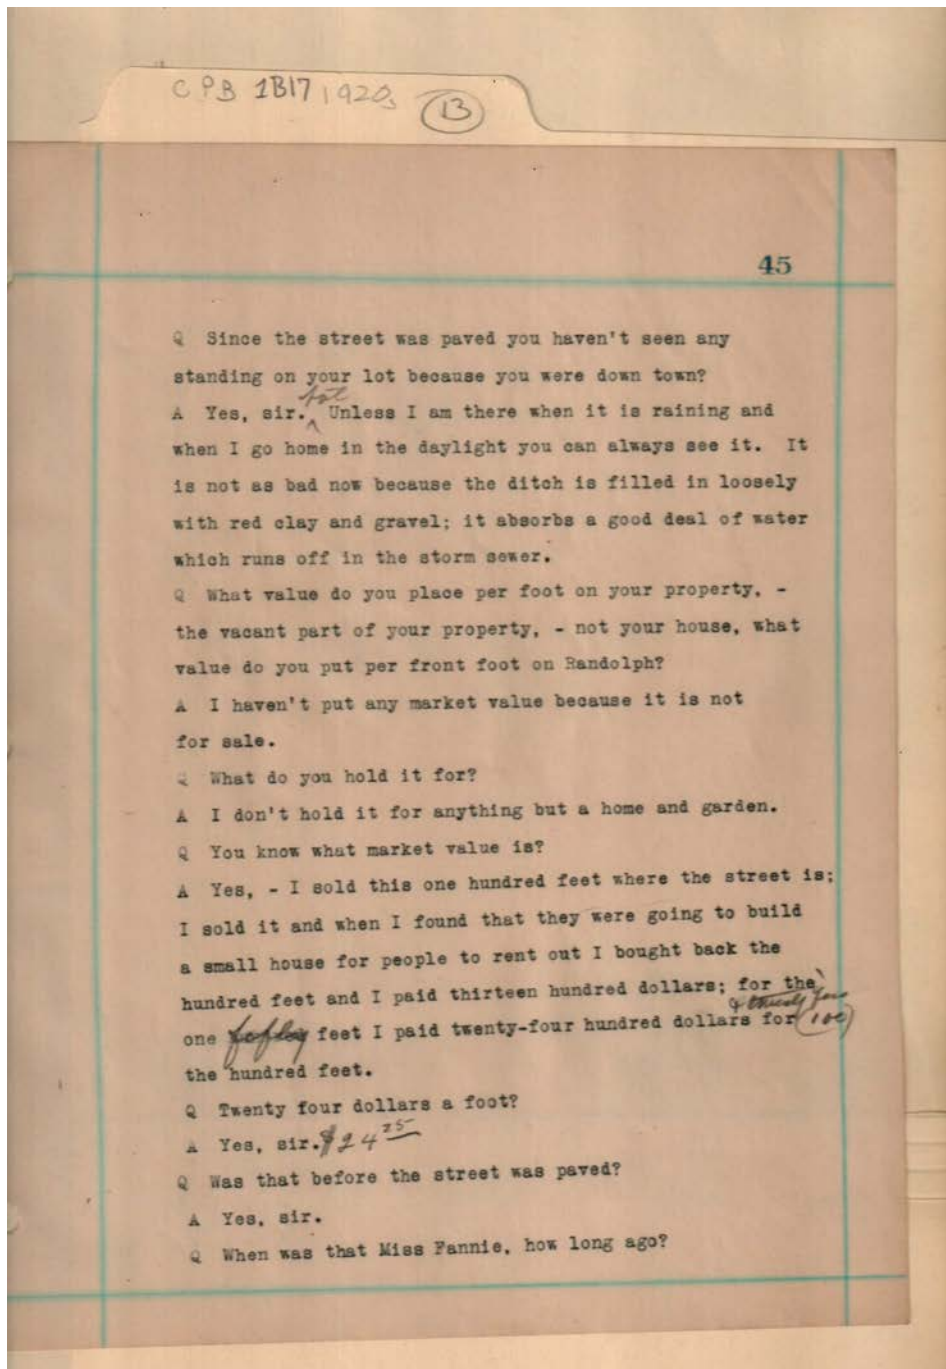 CPB 1B17 1920s 13
45
Q Since the street was paved you haven't seen any
standing on your lot because you were down town?
A Yes, sir. Unless I am there when it is raining and
when I go home in the daylight you can always see it. It
is not as bad now because the ditch is filled in loosely
with red clay and gravel; it absorbs a good deal of water
which runs off in the storm sewer.
Q What value do you place per foot on your property, -
the vacant part of your property, - not your house, what
value do you put per front foot on Randolph?
A I haven't put any market value because it is not
for sale.
Q What do you hold it for?
A I don't hold it for anything but a home and garden.
Q You know what market value is?
A Yes, - I sold this one hundred feet where the street is;
I sold it and when I found that they were going to build
a small house for people to rent out I bought back the
hundred feet and I paid thirteen hundred dollars; for the
one feet I paid twenty-four hundred dollars for (100)
the hundred feet.
Q Twenty four dollars a foot?
A Yes, sir. $24 25
Q Was that before the street was paved?
A Yes, sir.
Q When was that Miss Fannie, how long ago?